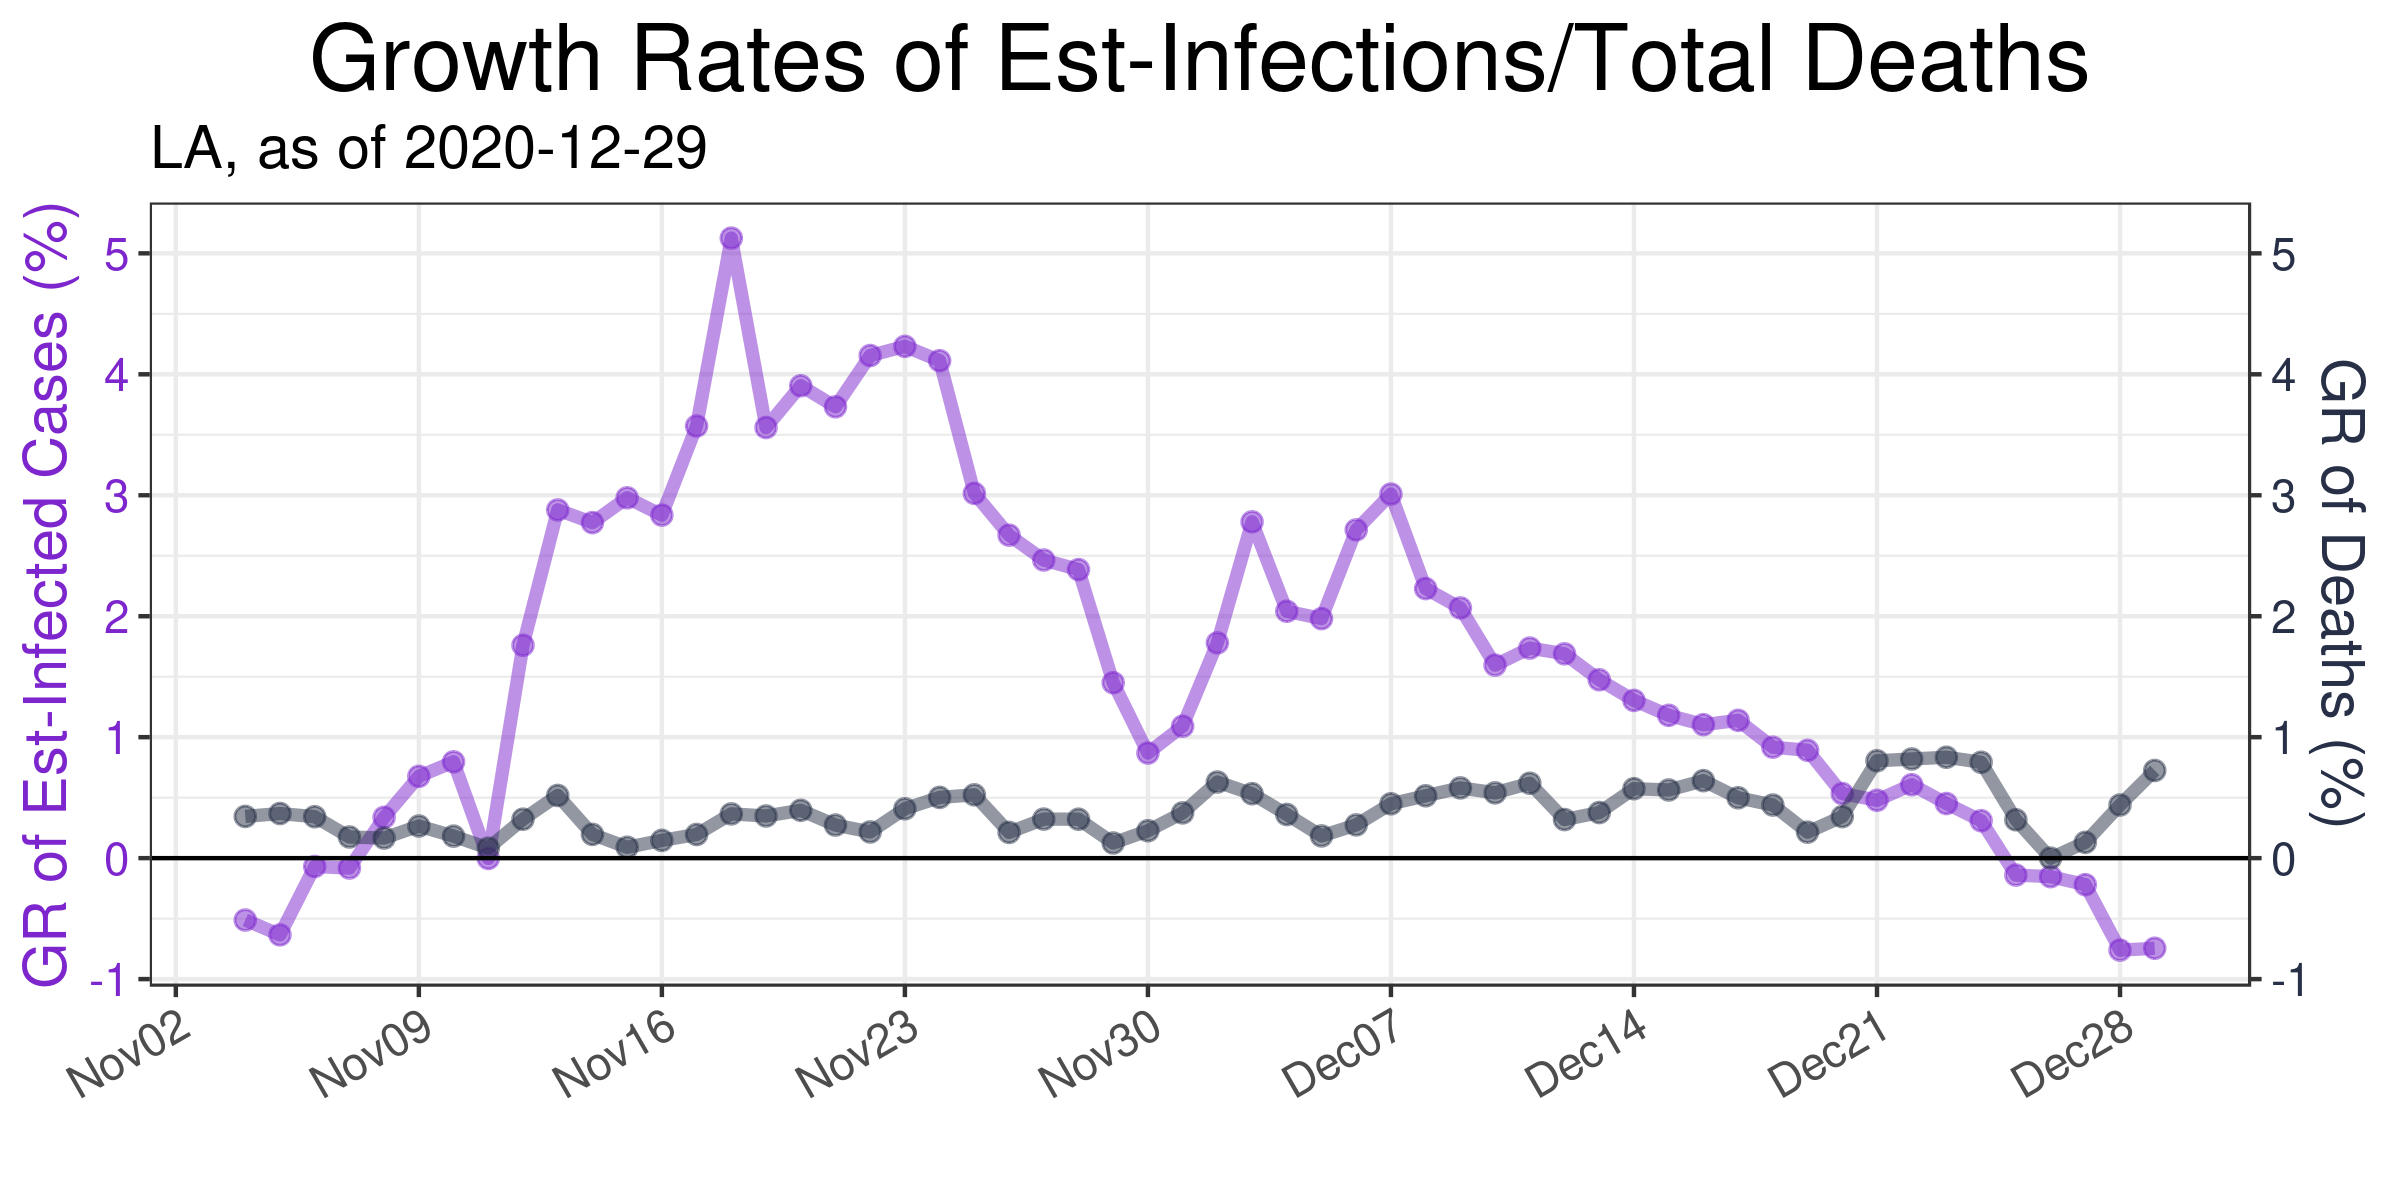 Growth Rates of Est-Infections/Total Deaths
LA, as of 2020-12-29
GR of Est-Infected Cases (%)
5
4
3
2
1
0
-1
5
4
3
2
1
0
-1
GR of Deaths (%)
Nov02
Nov09
Nov16
Nov23
Nov30
Dec07
Dec14
Dec21
Dec28